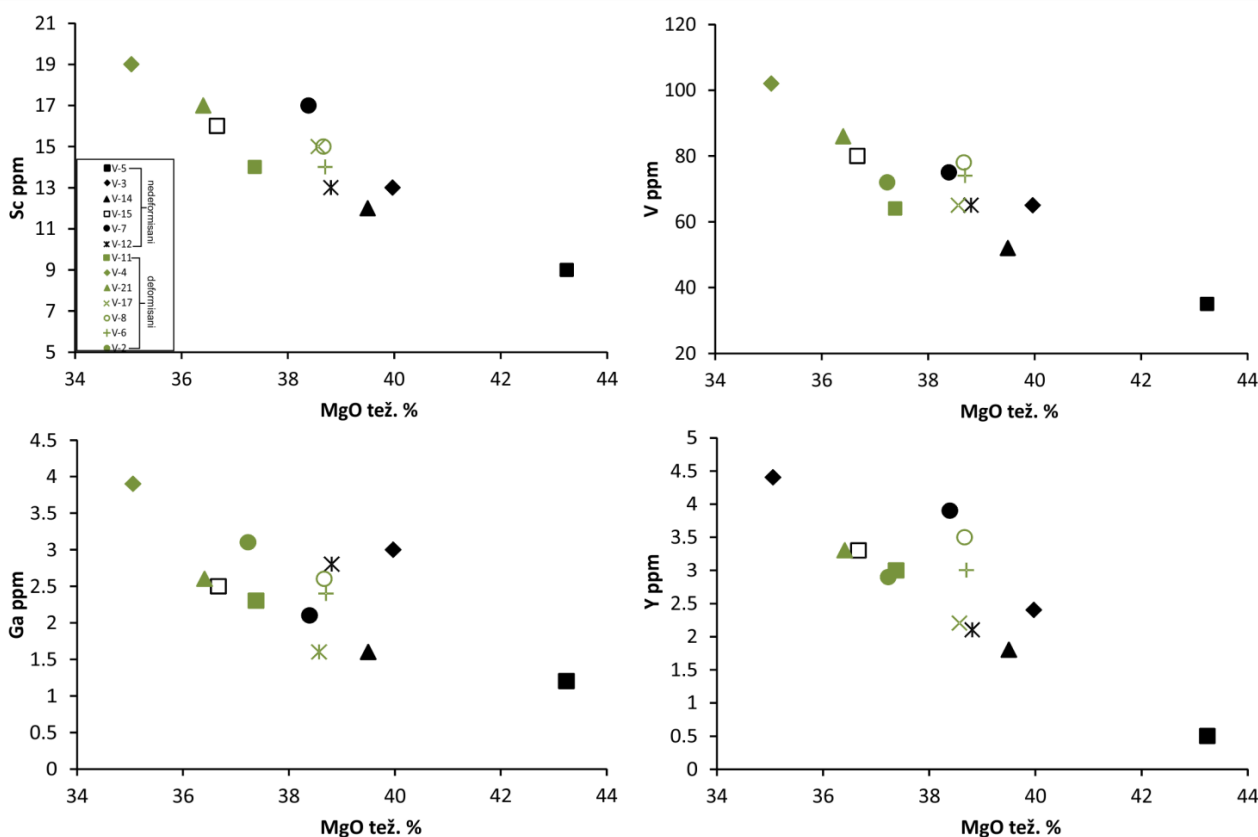 21
19
17
15
13
11
9
7
5
Sc ppm
V-5
V-3
V-14
V-15
V-7
V-12
V-11
V-4
V-21
V-17
V-8
V-6
V-2
nedeformisani
deformisani
34 36 38 40 42 44
MgO tež. %
120
100
80
60
40
20
V ppm
34 36 38 40 42 44
MgO tež. %
4.5
4
3.5
3
2.5
2
1.5
1
0.5
0
Ga ppm
34 36 38 40 42 44
MgO tež. %
5
4.5
4
3.5
3
2.5
2
1.5
1
0.5
0
Y ppm
34 36 38 40 42 44
MgO tež. %